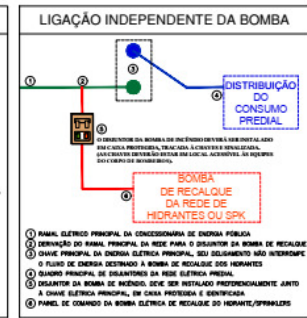 LIGAÇÃO INDEPENDENTE DA BOMBA
3
1
2
4
DISTRIBUIÇÃO
DO
CONSUMO
PREDIAL
5
O DISJUNTOR DA BOMBA DE INCÊNDIO DEVERÁ SER INSTALADO
EM CAIXA PROTEGIDA, TRACADA À CHAVES E SINALIZADA.
(AS CHAVES DEVERÃO ESTAR EM LOCAL ACESSÍVEL ÀS EQUIPES
DO CORPO DE BOMBEIROS).
6
BOMBA
DE RECALQUE
DA REDE DE
HIDRANTES OU SPK
1 RAMAL ELÉTRICO PRINCIPAL DA CONCESSIONÁRIA DE ENERGIA PÚBLICA
2 DERIVAÇÃO DO RAMAL PRINCIPAL DA REDE PARA O DISJUNTOR DA BOMBA DE RECALQUE
3 CHAVE PRINCIPAL DA ENERGIA ELÉTRICA PRINCIPAL, SEU DELIGAMENTO NÃO INTERROMPE
O FLUXO DE ENERGIA DESTINADO À BOMBA DE RECALQUE DOS HIDRANTES
4 QUADRO PRINCIPAL DE DISJUNTORES DA REDE ELÉTRICA PREDIAL
5 DISJUNTOR DA BOMBA DE INCÊNDIO. DEVE SER INSTALADO PREFERENCIALMENTE JUNTO
À CHAVE ELÉTRICA PRINCIPAL, EM CAIXA PROTEGIDA E IDENTIFICADA
6 PAINEL DE COMANDO DA BOMBA ELÉTRICA DE RECALQUE DO HIDRANTE/SPRINKLERS